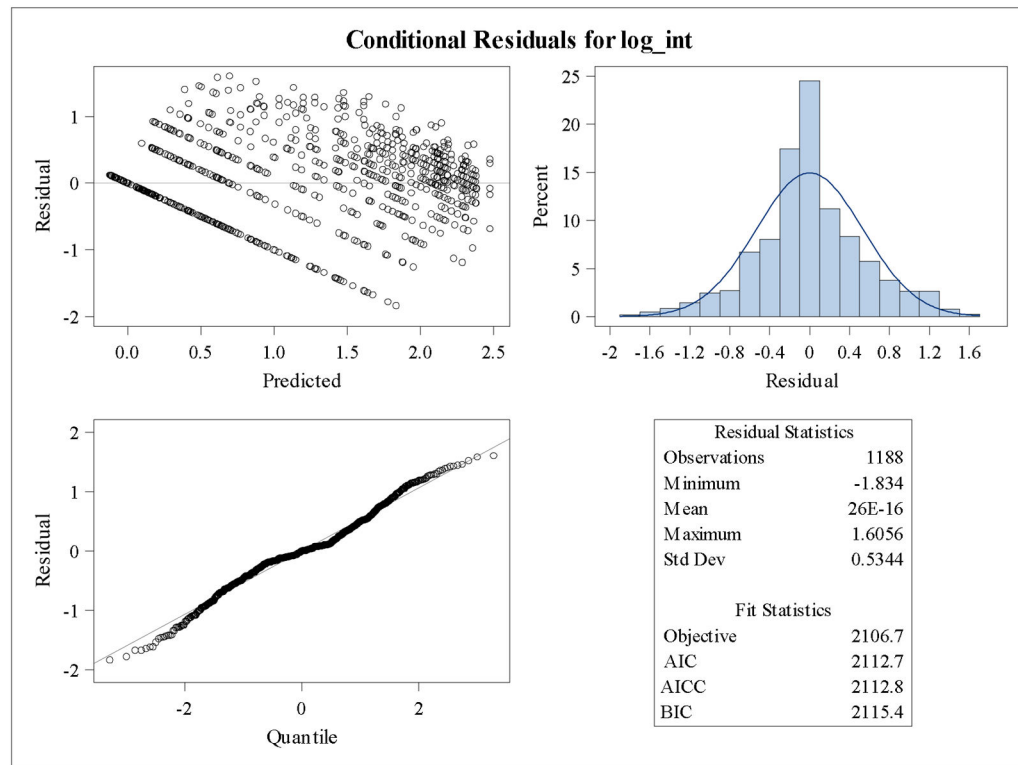 Conditional Residuals for log_int
Residual
1
0
-1
-2
0.0 0.5 1.0 1.5 2.0 2.5
Predicted
Percent
25
20
15
10
5
0
-2 -1.6 -1.2 -0.8 -0.4 0 0.4 0.8 1.2 1.6
Residual
Residual
2
1
0
-1
-2
-2 0 2
Quantile
Residual Statistics
Observations 1188
Minimum -1.834
Mean 26E-16
Maximum 1.6056
Std Dev 0.5344
Fit Statistics
Objective 2106.7
AIC 2112.7
AICC 2112.8
BIC 2115.4